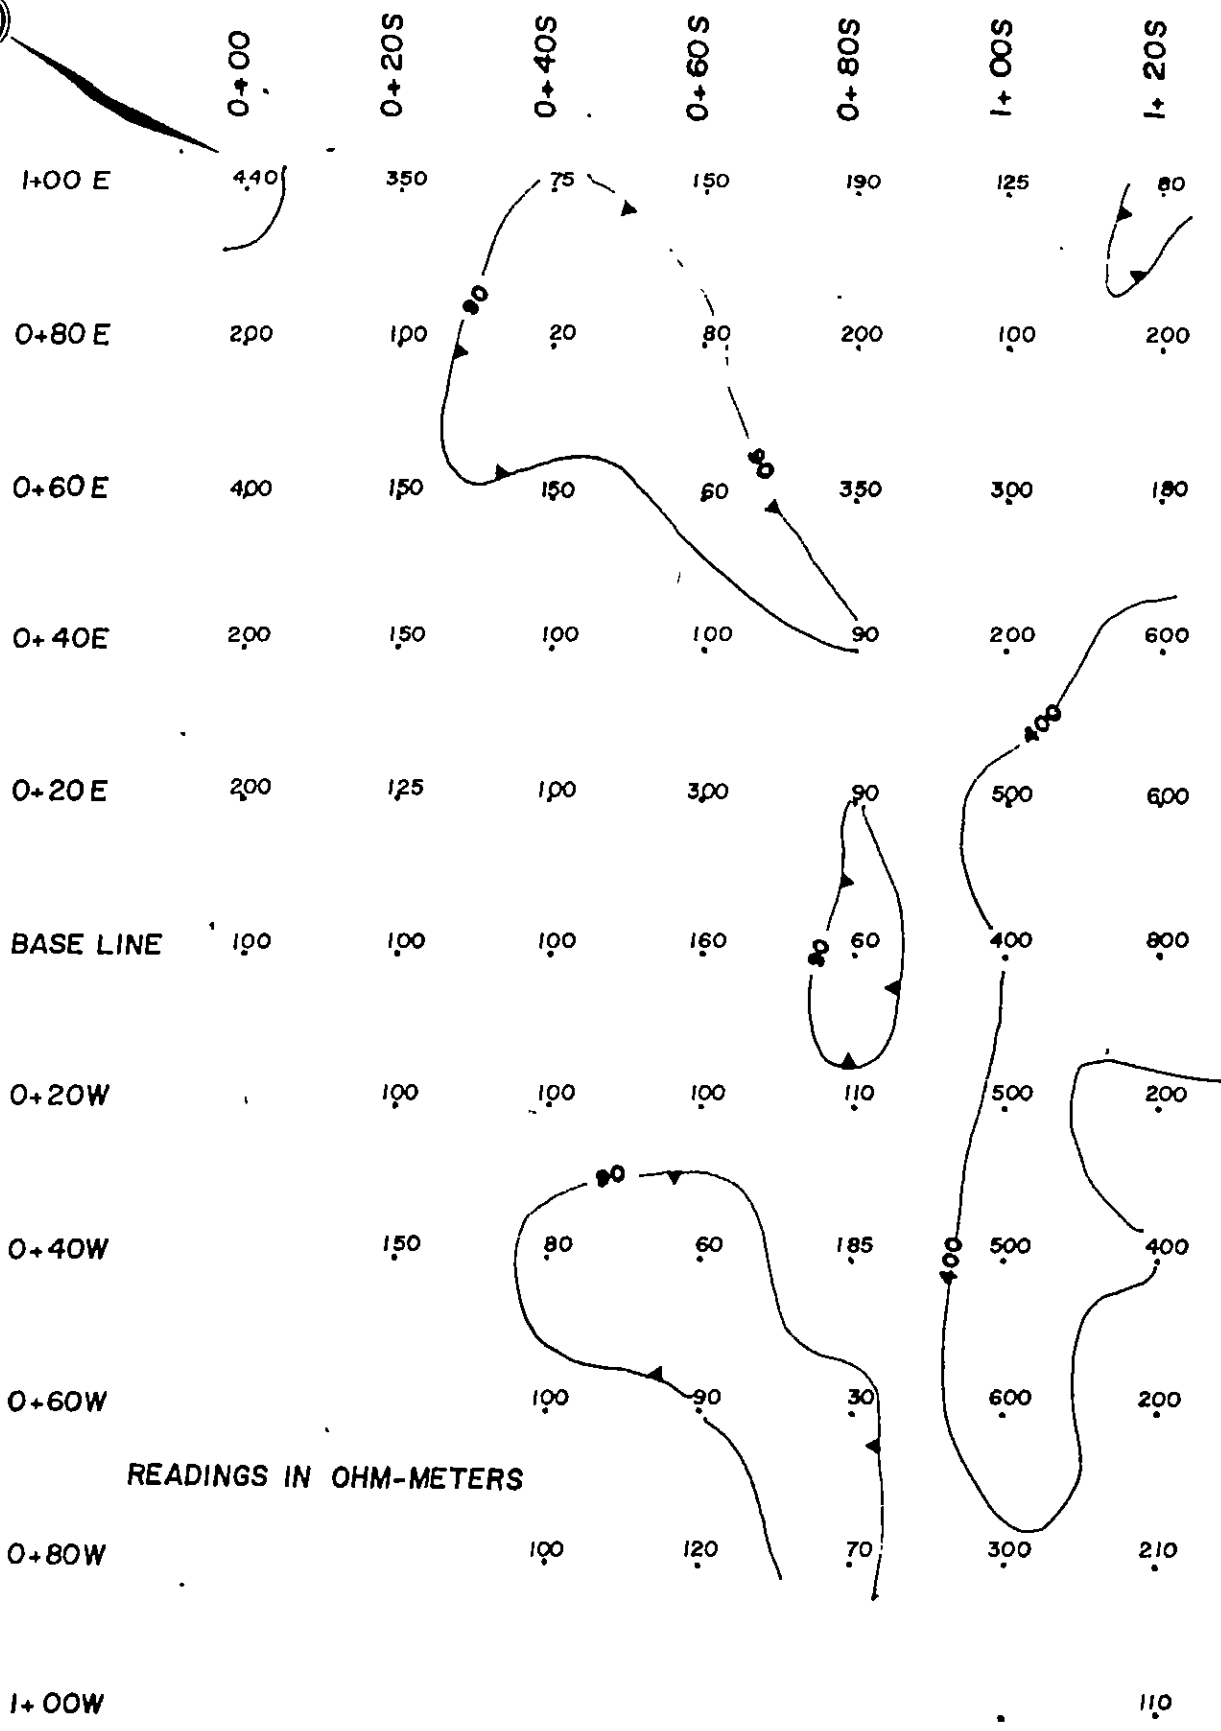 0+00 0+20S 0+40S 0+60S 0+80S 1+00S 1+20S
1+00 E 440 350 75 150 190 125 80
90
0+80 E 200 100 20 80 200 100 200
90
0+60 E 400 150 150 60 350 300 180
0+40E 200 150 100 100 90 200 600
400
0+20 E 200 125 100 300 90 500 600
BASE LINE 100 100 100 160 60 400 800
90
0+20W 100 100 100 110 500 200
90
0+40W 150 80 60 185 500 400
400
0+60W 100 90 30 600 200
READINGS IN OHM-METERS
0+80W 100 120 70 300 210
1+00W 110